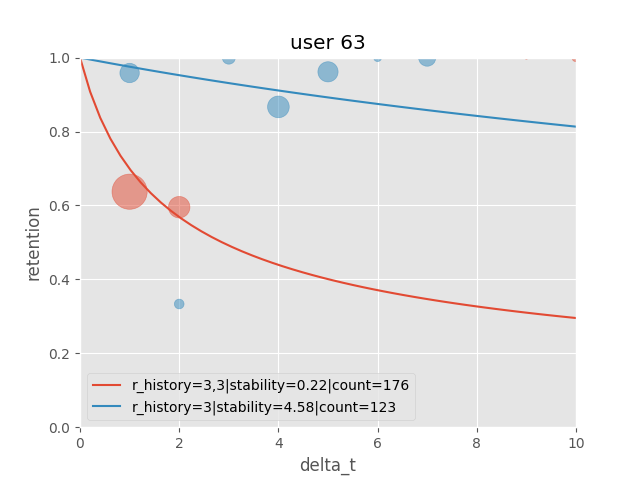 user 63
1.0
0.8
0.6
0.4
0.2
0.0
retention
r_history=3,3|stability=0.22|count=176
r_history=3|stability=4.58|count=123
0 2 4 6 8 10
delta_t